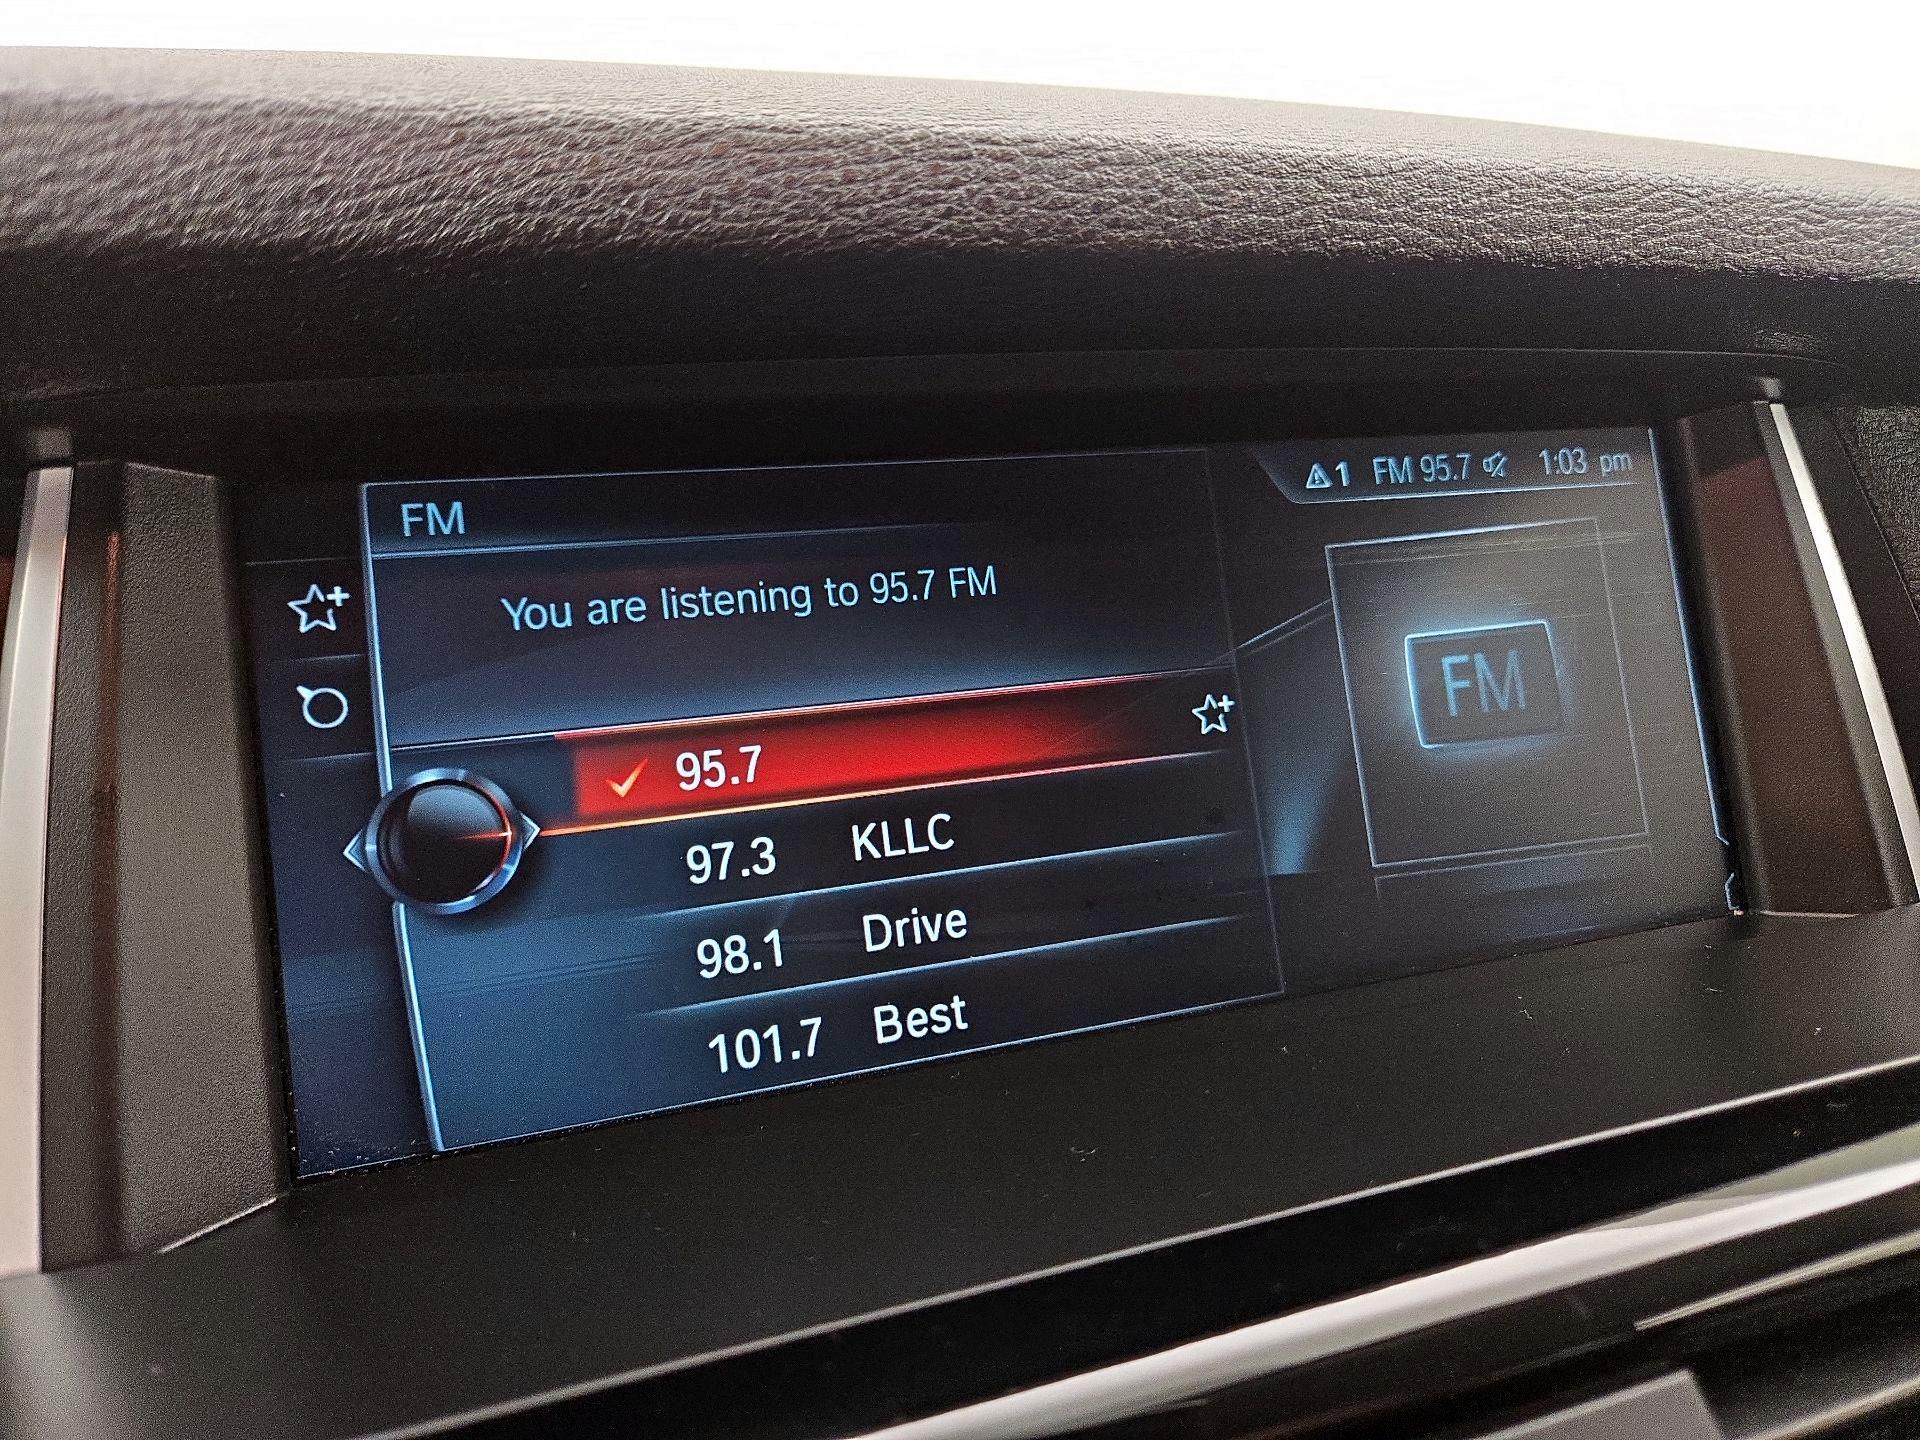 FM
1 FM 95.7 1:03 pm
You are listening to 95.7 FM
FM
95.7
97.3 KLLC
98.1 Drive
101.7 Best